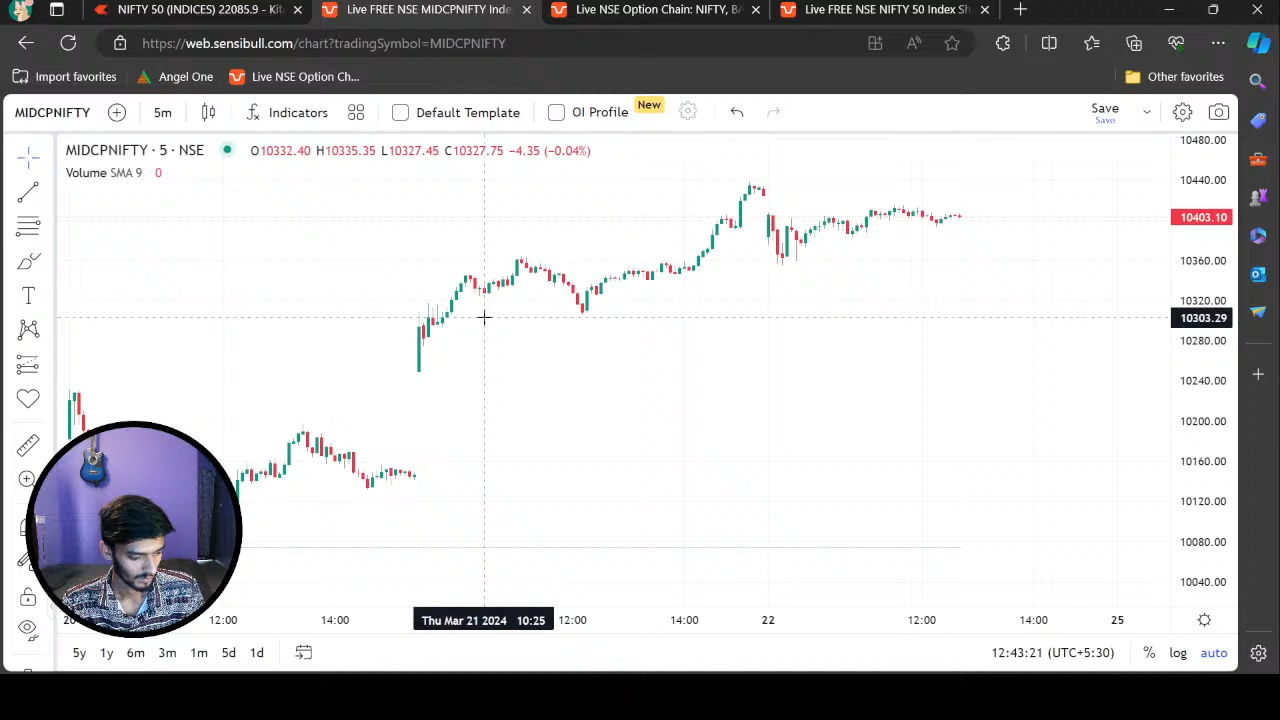 NIFTY 50 (INDICES) 22085.9 - Kit
Live FREE NSE MIDCPNIFTY Inde
Live NSE Option Chain: NIFTY, BA
Live FREE NSE NIFTY 50 Index Sh
https://web.sensibull.com/chart?tradingSymbol=MIDCPNIFTY
Import favorites
Angel One
Live NSE Option Ch...
Other favorites
MIDCPNIFTY
5m
Indicators
Default Template
OI Profile
New
Save
Save
MIDCPNIFTY · 5 · NSE
O10332.40 H10335.35 L10327.45 C10327.75 −4.35 (−0.04%)
Volume SMA 9 0
10480.00
10440.00
10403.10
10360.00
10320.00
10303.29
10280.00
10240.00
10200.00
10160.00
10120.00
10080.00
10040.00
20
12:00
14:00
Thu Mar 21 2024 10:25
12:00
14:00
22
12:00
14:00
25
5y
1y
6m
3m
1m
5d
1d
12:43:21 (UTC+5:30)
%
log
auto